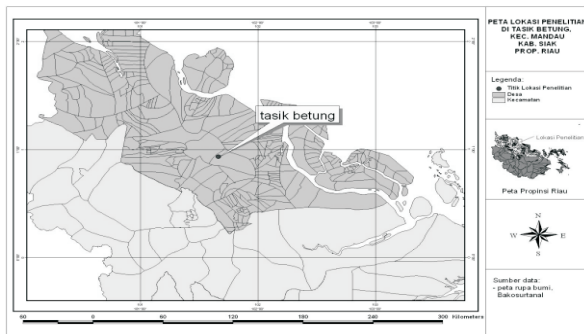 tasik betung
60 0 60 120 180 240 300 Kilometers
PETA LOKASI PENELITIAN
DI TASIK BETUNG,
KEC. MANDAU
KAB. SIAK
PROP. RIAU
Legenda:
Titik Lokasi Penelitian
Desa
Kecamatan
Lokasi Penelitian
Peta Propinsi Riau
N
W E
S
Sumber data:
- peta rupa bumi,
Bakosurtanal